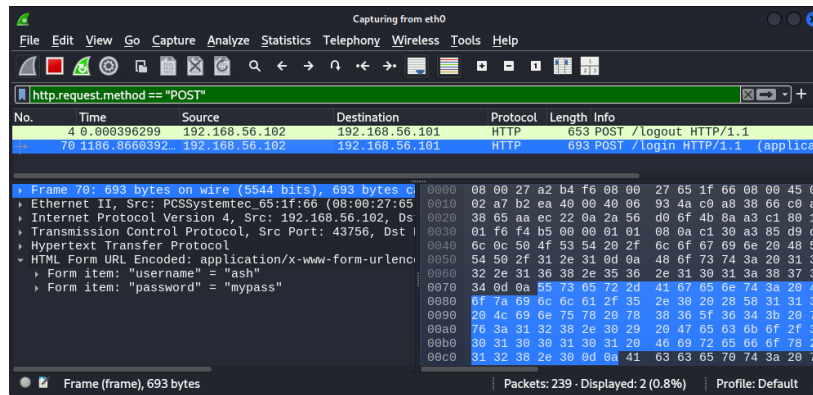 Capturing from eth0
File Edit View Go Capture Analyze Statistics Telephony Wireless Tools Help
http.request.method == "POST"
No. Time Source Destination Protocol Length Info
4 0.000396299 192.168.56.102 192.168.56.101 HTTP 653 POST /logout HTTP/1.1
70 1186.8660392… 192.168.56.102 192.168.56.101 HTTP 693 POST /login HTTP/1.1 (applica
Frame 70: 693 bytes on wire (5544 bits), 693 bytes ca
Ethernet II, Src: PCSSystemtec_65:1f:66 (08:00:27:65
Internet Protocol Version 4, Src: 192.168.56.102, Ds
Transmission Control Protocol, Src Port: 43756, Dst
Hypertext Transfer Protocol
HTML Form URL Encoded: application/x-www-form-urlenc
Form item: "username" = "ash"
Form item: "password" = "mypass"
0000 08 00 27 a2 b4 f6 08 00 27 65 1f 66 08 00 45 0
0010 02 a7 b2 ea 40 00 40 06 93 4a c0 a8 38 66 c0 a
0020 38 65 aa ec 22 0a 2a 56 d0 6f 4b 8a a3 c1 80 1
0030 01 f6 f4 b5 00 00 01 01 08 0a c1 30 a3 85 d9 c
0040 6c 0c 50 4f 53 54 20 2f 6c 6f 67 69 6e 20 48 5
0050 54 50 2f 31 2e 31 0d 0a 48 6f 73 74 3a 20 31 3
0060 32 2e 31 36 38 2e 35 36 2e 31 30 31 3a 38 37 3
0070 34 0d 0a 55 73 65 72 2d 41 67 65 6e 74 3a 20 4
0080 6f 7a 69 6c 6c 61 2f 35 2e 30 20 28 58 31 31 3
0090 20 4c 69 6e 75 78 20 78 38 36 5f 36 34 3b 20 7
00a0 76 3a 31 32 38 2e 30 29 20 47 65 63 6b 6f 2f 3
00b0 30 31 30 30 31 30 31 20 46 69 72 65 66 6f 78 2
00c0 31 32 38 2e 30 0d 0a 41 63 63 65 70 74 3a 20 7
Frame (frame), 693 bytes
Packets: 239 · Displayed: 2 (0.8%)
Profile: Default